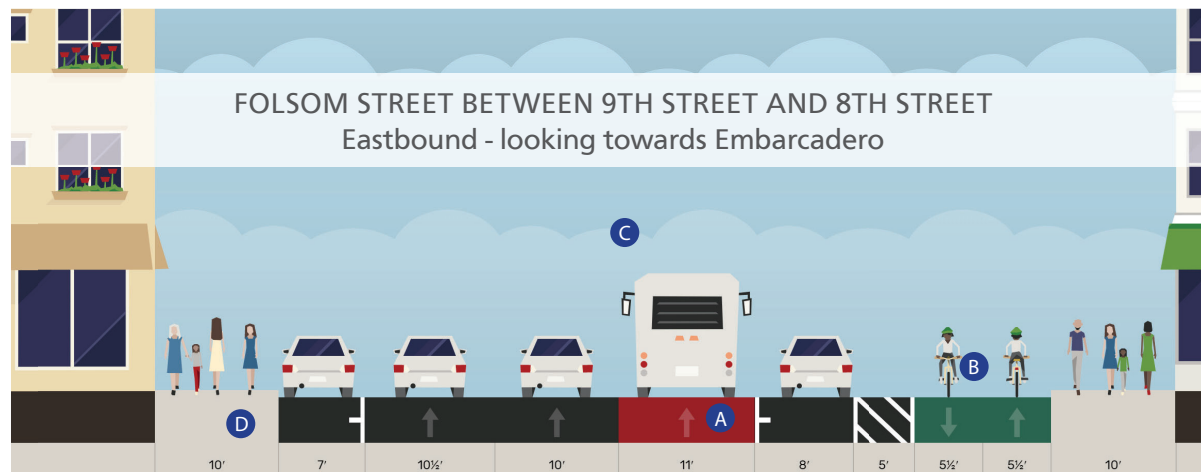 FOLSOM STREET BETWEEN 9TH STREET AND 8TH STREET
Eastbound - looking towards Embarcadero
C
B
A
D
10′ 7′ 10½′ 10′ 11′ 8′ 5′ 5½′ 5½′ 10′